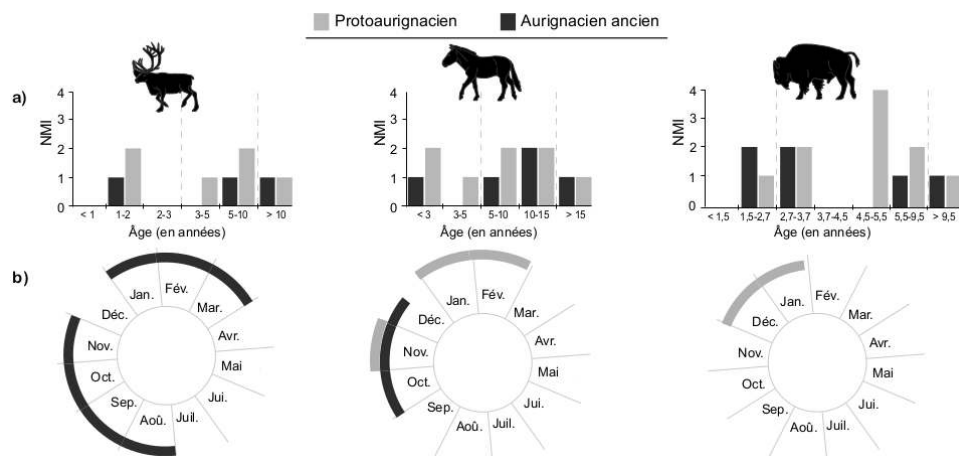 Protoaurignacien Aurignacien ancien
a)
NMI
4
3
2
1
0
< 1 1-2 2-3 3-5 5-10 > 10
Âge (en années)
NMI
4
3
2
1
0
< 3 3-5 5-10 10-15 > 15
Âge (en années)
NMI
4
3
2
1
0
< 1,5 1,5-2,7 2,7-3,7 3,7-4,5 4,5-5,5 5,5-9,5 > 9,5
Âge (en années)
b)
Jan.
Fév.
Mar.
Avr.
Mai
Jui.
Juil.
Aoû.
Sep.
Oct.
Nov.
Déc.
Jan.
Fév.
Mar.
Avr.
Mai
Jui.
Juil.
Aoû.
Sep.
Oct.
Nov.
Déc.
Jan.
Fév.
Mar.
Avr.
Mai
Jui.
Juil.
Aoû.
Sep.
Oct.
Nov.
Déc.